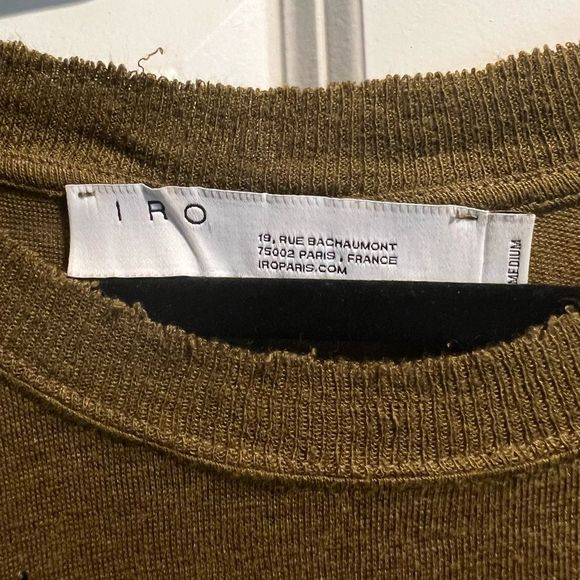 IRO
19, RUE BACHAUMONT
75002 PARIS , FRANCE
IROPARIS.COM
MEDIUM